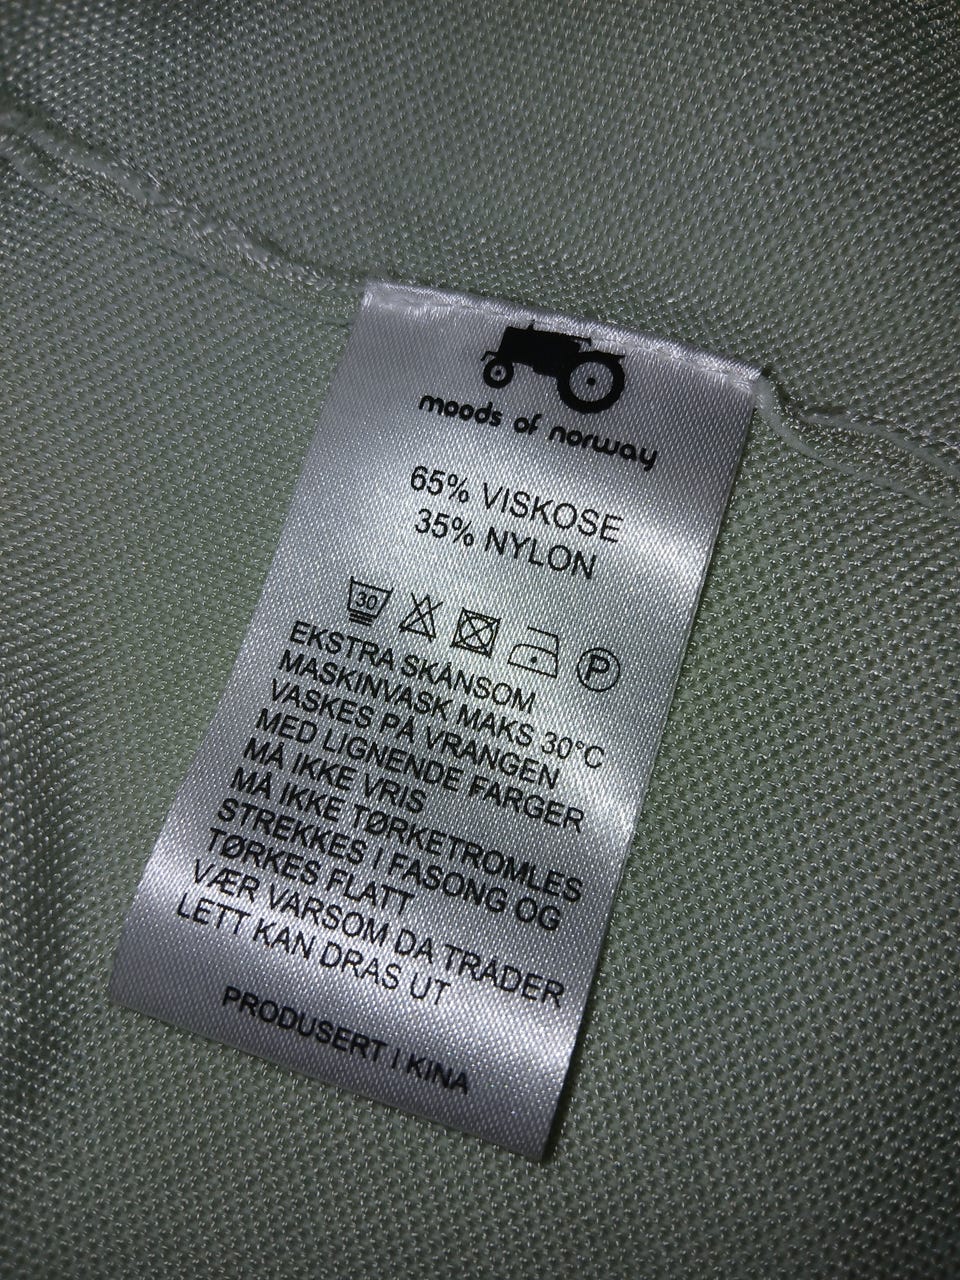 moods of norway
65% VISKOSE
35% NYLON
30 P
EKSTRA SKÅNSOM
MASKINVASK MAKS 30°C
VASKES PÅ VRANGEN
MED LIGNENDE FARGER
MÅ IKKE VRIS
MÅ IKKE TØRKETROMLES
STREKKES I FASONG OG
TØRKES FLATT
VÆR VARSOM DA TRÅDER
LETT KAN DRAS UT
PRODUSERT I KINA